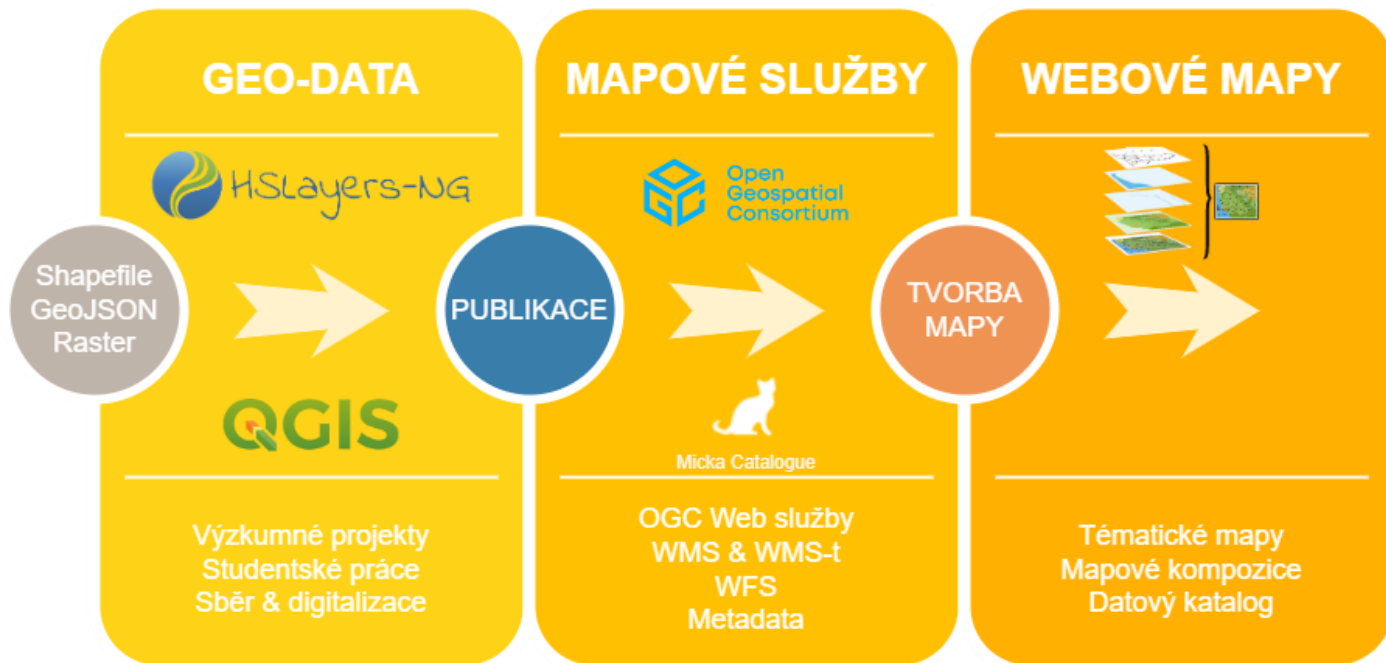 GEO-DATA
HSLayers-NG
Shapefile
GeoJSON
Raster
QGIS
Výzkumné projekty
Studentské práce
Sběr & digitalizace
PUBLIKACE
MAPOVÉ SLUŽBY
OGC
Open
Geospatial
Consortium
Micka Catalogue
OGC Web služby
WMS & WMS-t
WFS
Metadata
TVORBA
MAPY
WEBOVÉ MAPY
Tématické mapy
Mapové kompozice
Datový katalog